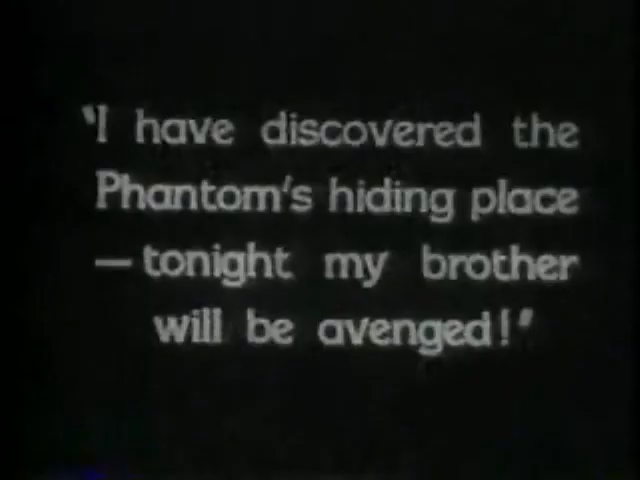 "I have discovered the
Phantom's hiding place
— tonight my brother
will be avenged!"